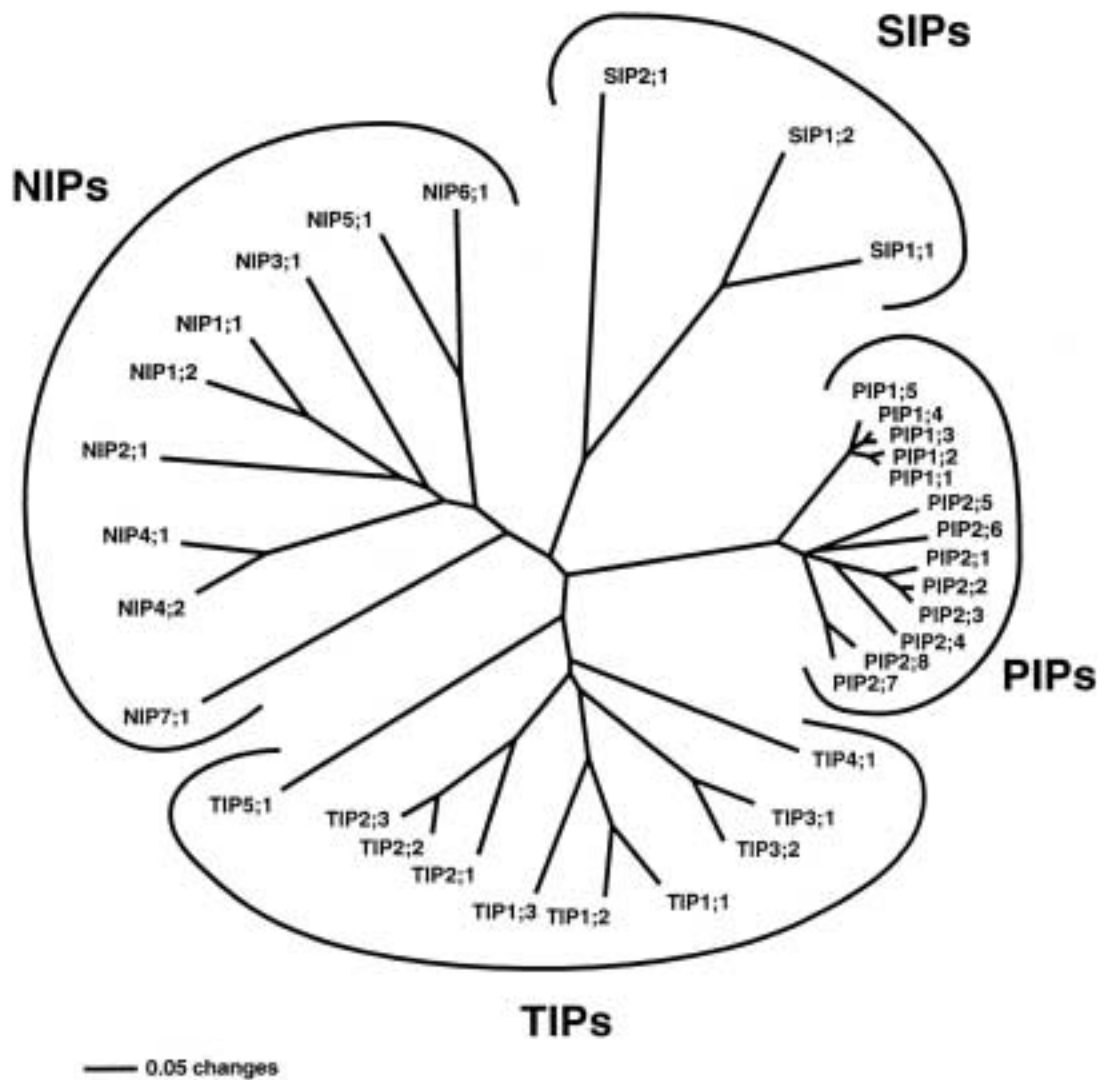 SIPs
SIP2;1
SIP1;2
SIP1;1
NIPs
NIP6;1
NIP5;1
NIP3;1
NIP1;1
NIP1;2
NIP2;1
NIP4;1
NIP4;2
NIP7;1
PIP1;5
PIP1;4
PIP1;3
PIP1;2
PIP1;1
PIP2;5
PIP2;6
PIP2;1
PIP2;2
PIP2;3
PIP2;4
PIP2;8
PIP2;7
PIPs
TIP4;1
TIP5;1
TIP2;3
TIP2;2
TIP2;1
TIP1;3
TIP1;2
TIP1;1
TIP3;1
TIP3;2
TIPs
0.05 changes